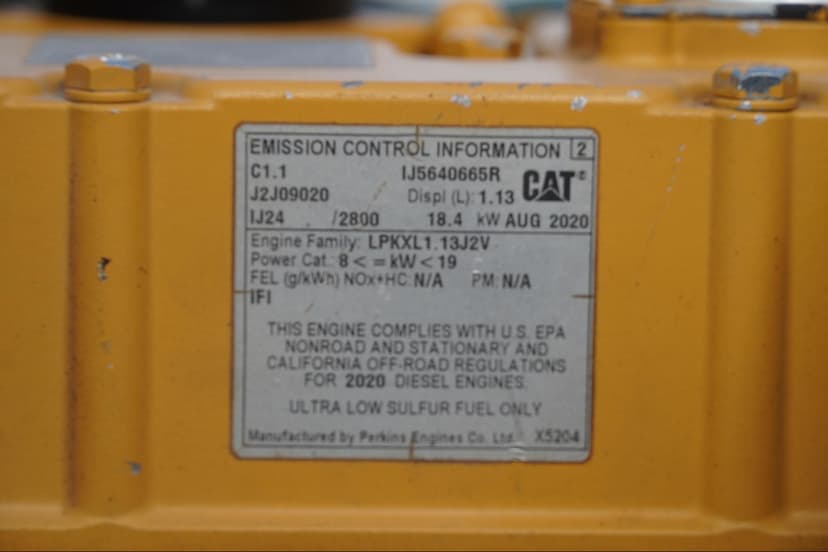 EMISSION CONTROL INFORMATION 2
C1.1 IJ5640665R CAT®
J2J09020 Displ (L): 1.13
IJ24 /2800 18.4 kW AUG 2020
Engine Family: LPKXL1.13J2V
Power Cat.: 8 < = kW < 19
FEL (g/kWh) NOx+HC: N/A PM: N/A
IFI
THIS ENGINE COMPLIES WITH U.S. EPA
NONROAD AND STATIONARY AND
CALIFORNIA OFF-ROAD REGULATIONS
FOR 2020 DIESEL ENGINES.
ULTRA LOW SULFUR FUEL ONLY
Manufactured by Perkins Engines Co. Ltd. X5204